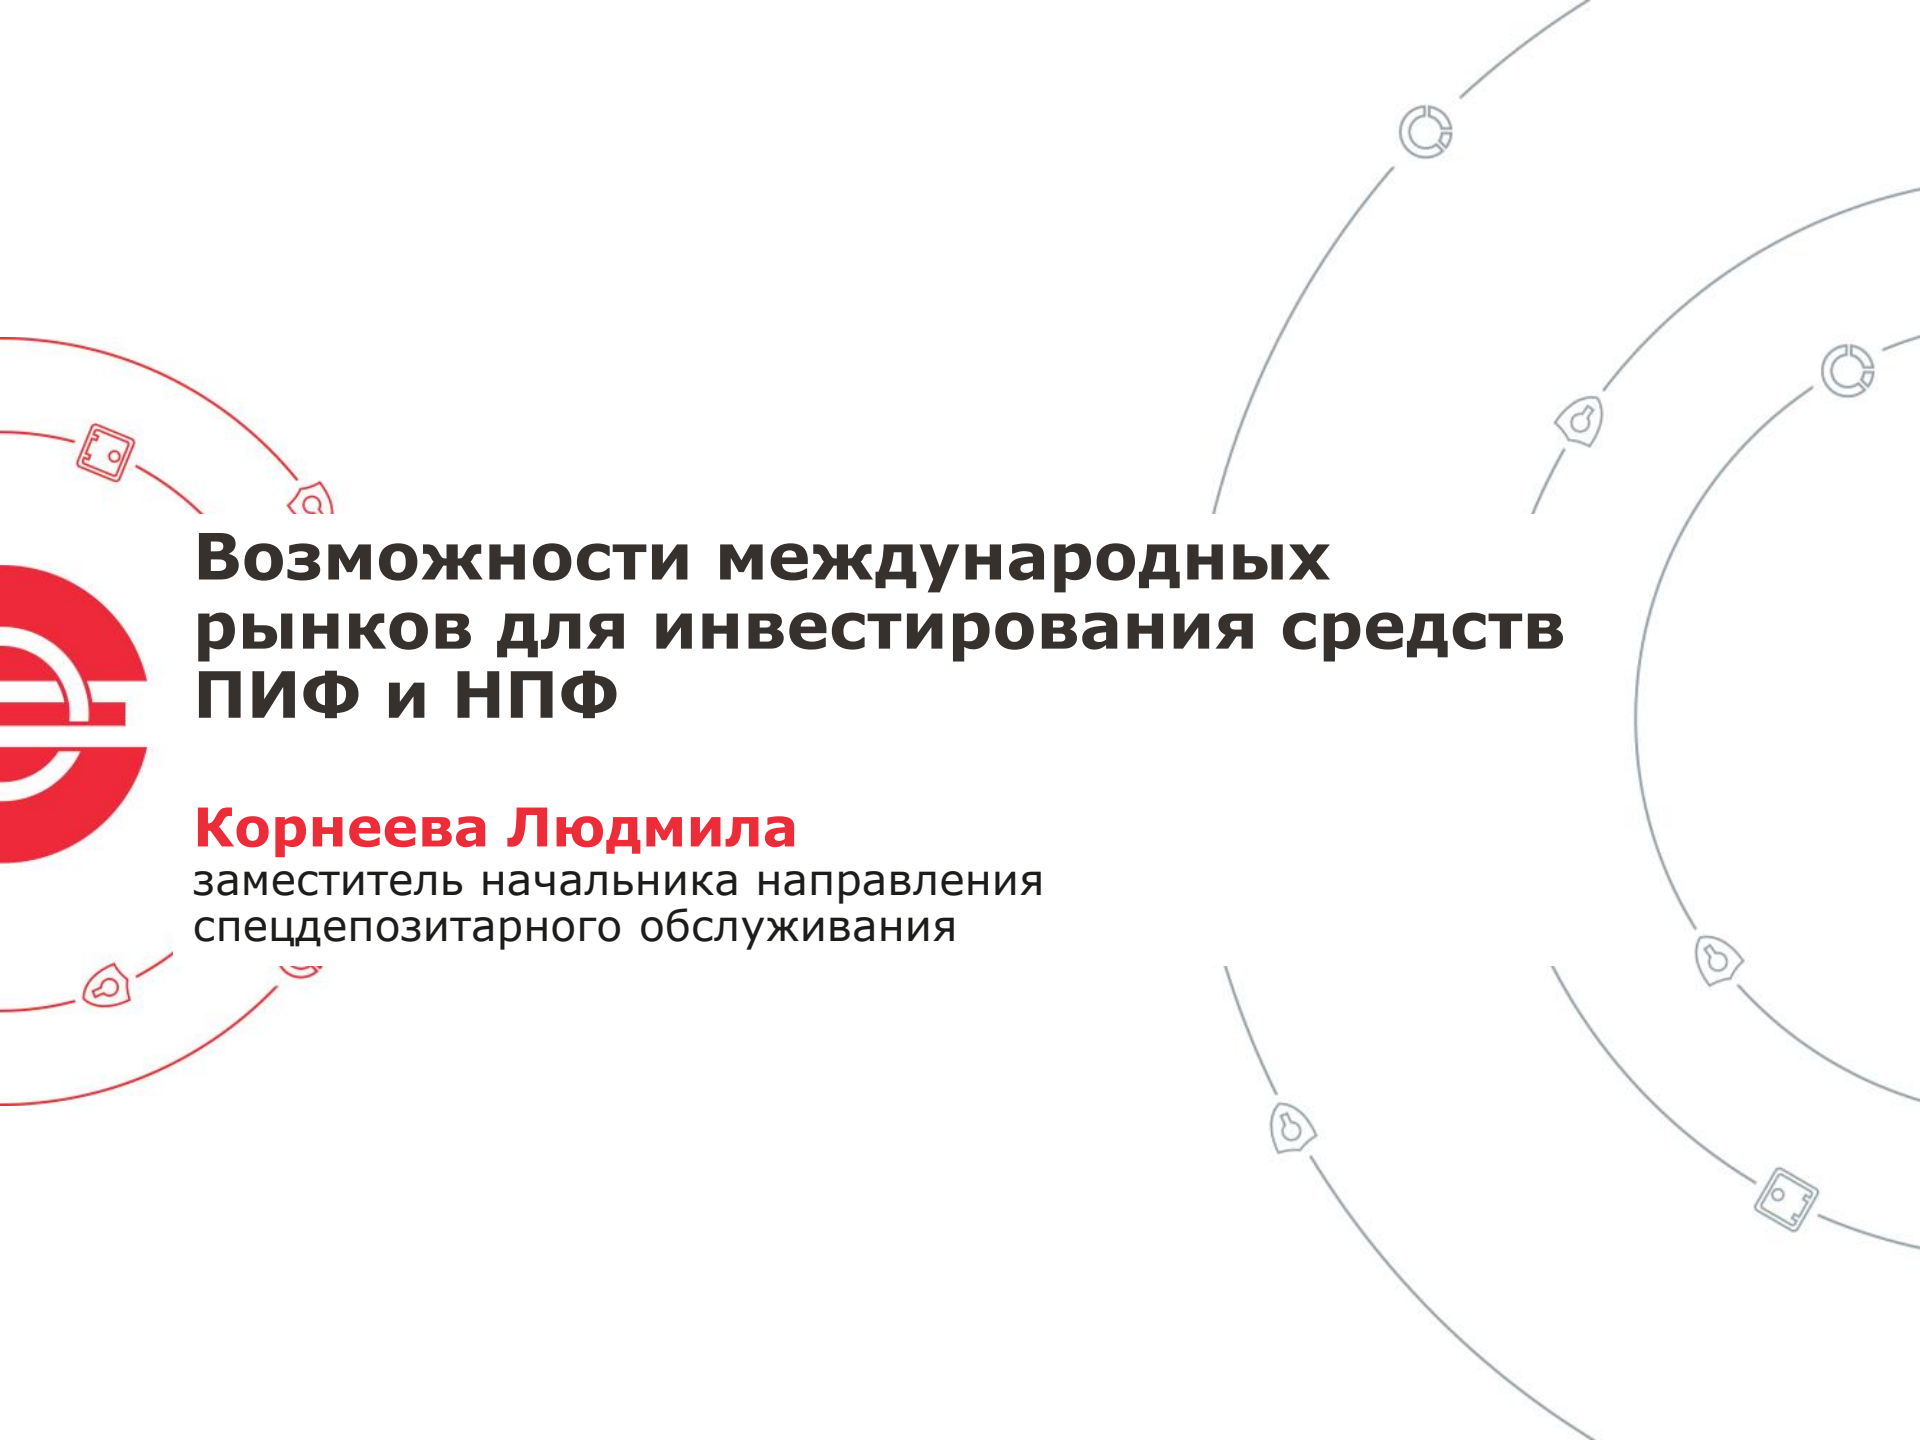 Возможности международных
рынков для инвестирования средств
ПИФ и НПФ
Корнеева Людмила
заместитель начальника направления
спецдепозитарного обслуживания